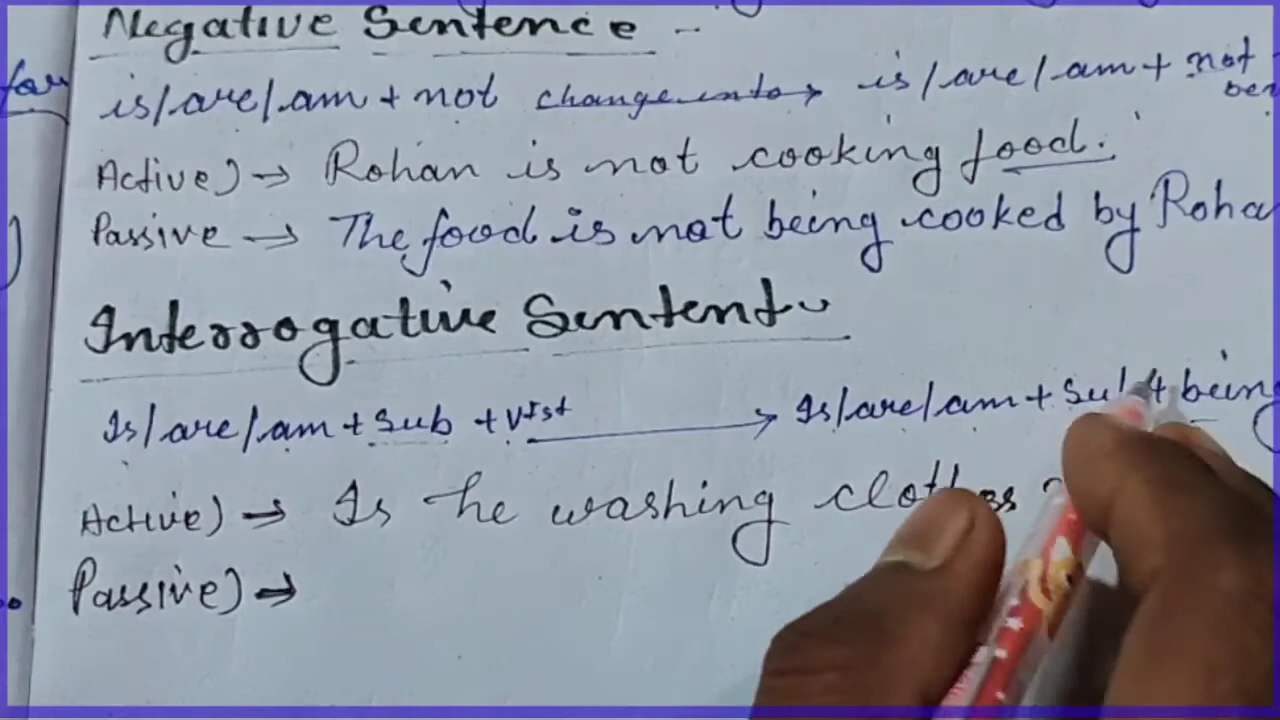 Negative Sentence
is/are/am + not change into → is/are/am + not
Active) → Rohan is not cooking food.
Passive → The food is not being cooked by Roha
Interrogative Sentence
Is/are/am + Sub + V1st → Is/are/am + Sub + being
Active) → Is he washing clothes ?
Passive) →